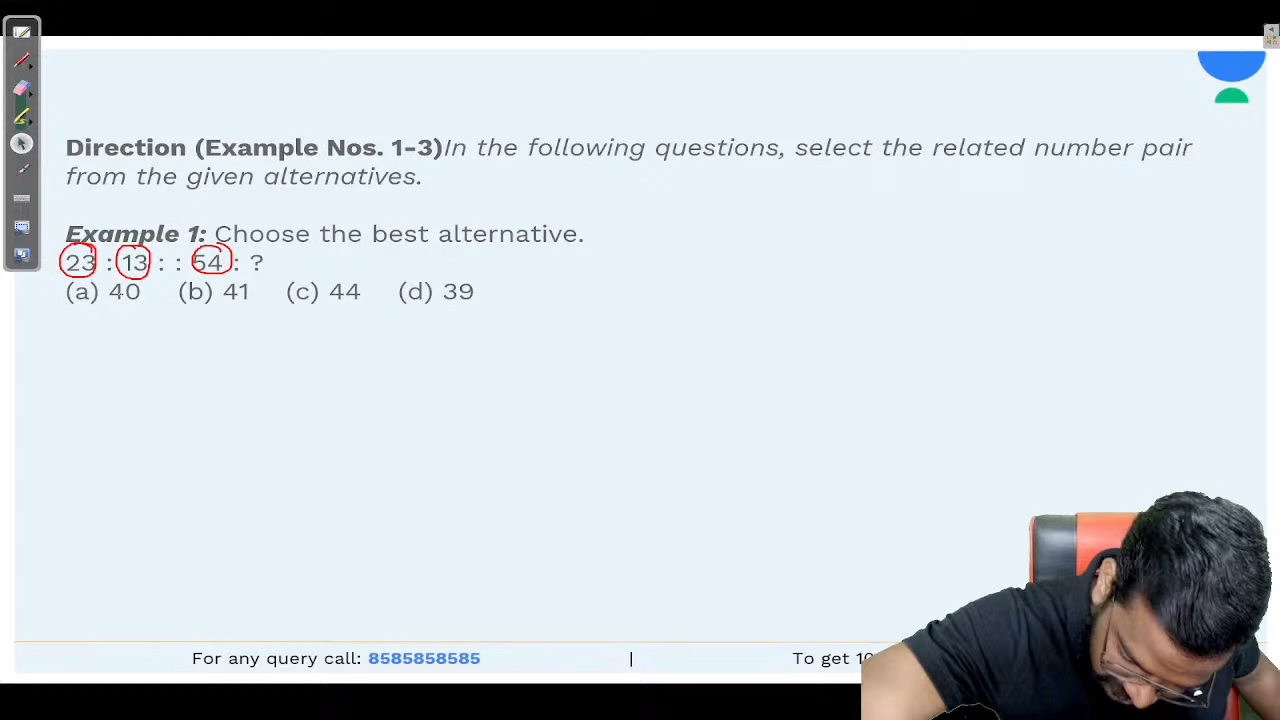 Direction (Example Nos. 1-3)In the following questions, select the related number pair
from the given alternatives.
Example 1: Choose the best alternative.
23 : 13 : : 54 : ?
(a) 40 (b) 41 (c) 44 (d) 39
For any query call: 8585858585 | To get